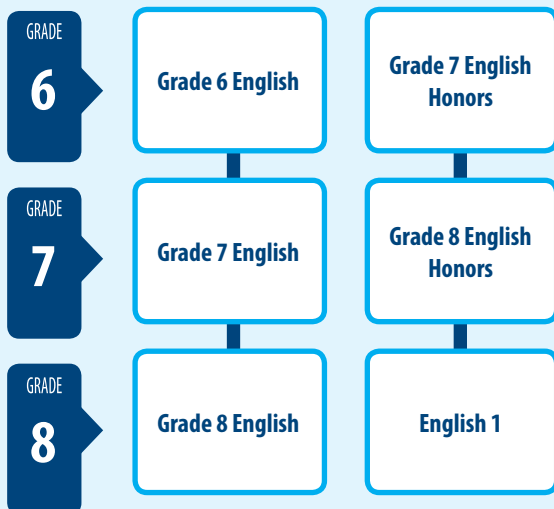 GRADE
6
Grade 6 English
Grade 7 English
Honors
GRADE
7
Grade 7 English
Grade 8 English
Honors
GRADE
8
Grade 8 English
English 1